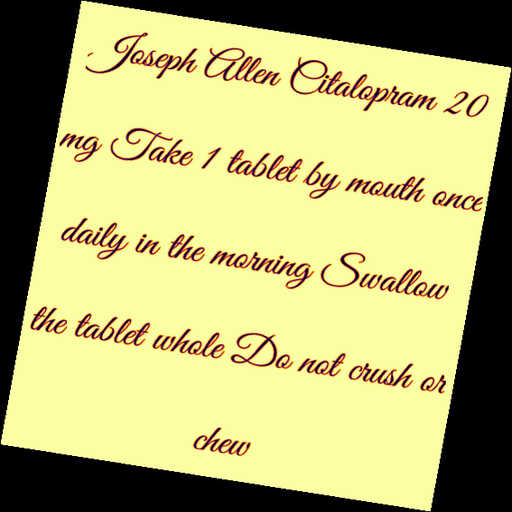 Joseph Allen Citalopram 20
mg Take 1 tablet by mouth once
daily in the morning Swallow
the tablet whole Do not crush or
chew